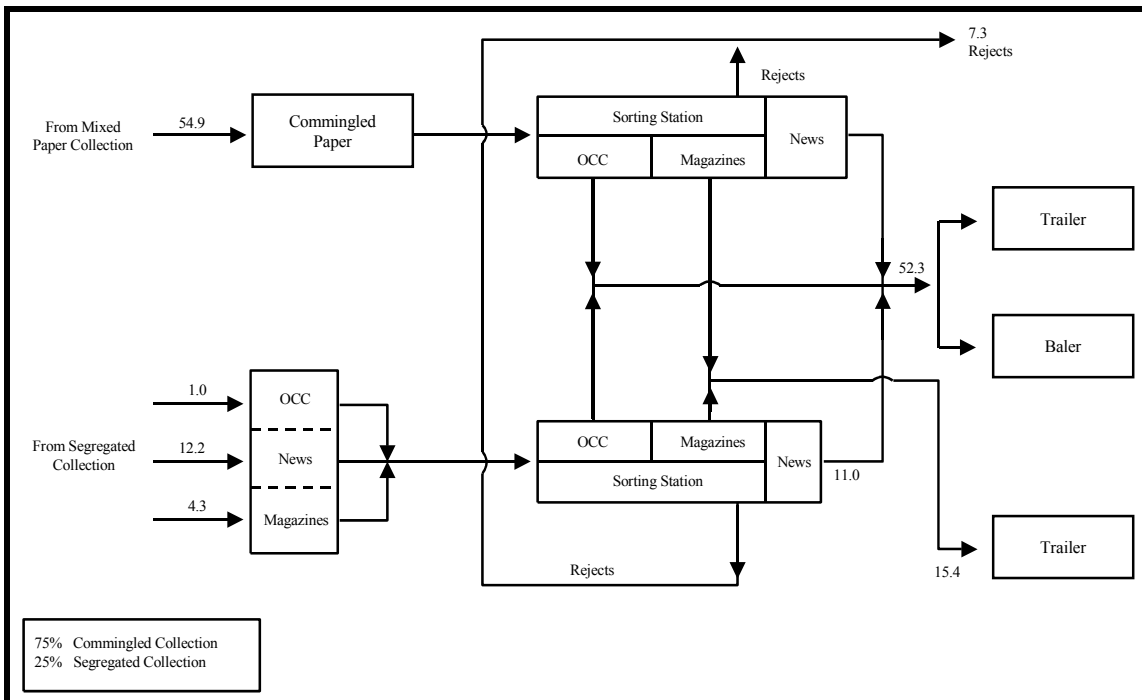 7.3
Rejects
Rejects
54.9
From Mixed
Paper Collection
Commingled
Paper
Sorting Station
News
OCC
Magazines
Trailer
52.3
Baler
1.0
OCC
From Segregated
Collection
12.2
News
4.3
Magazines
OCC
Magazines
News
Sorting Station
11.0
Trailer
15.4
Rejects
75% Commingled Collection
25% Segregated Collection